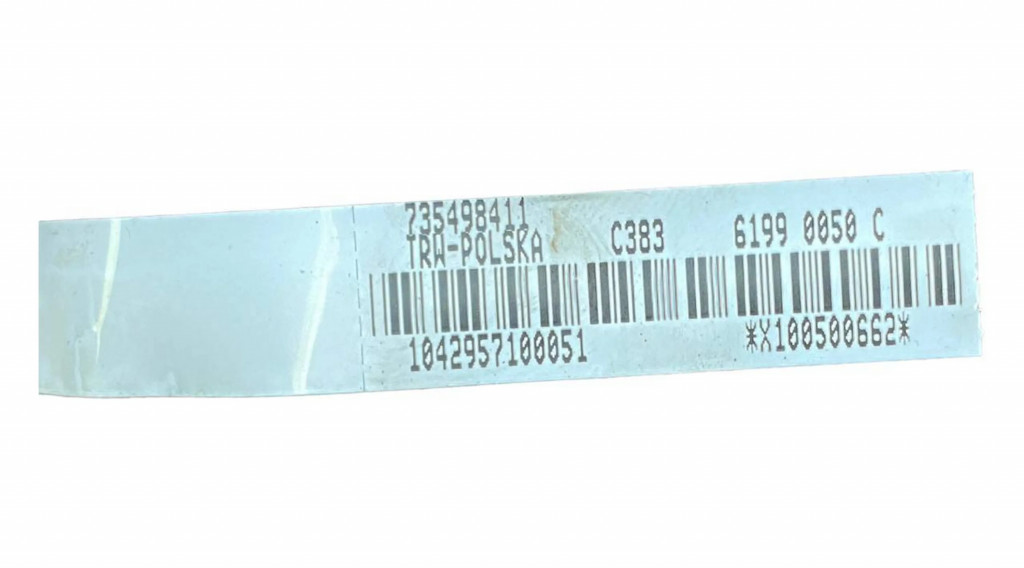 735498411
TRW-POLSKA C383 6199 0050 C
1042957100051 *X100500662*